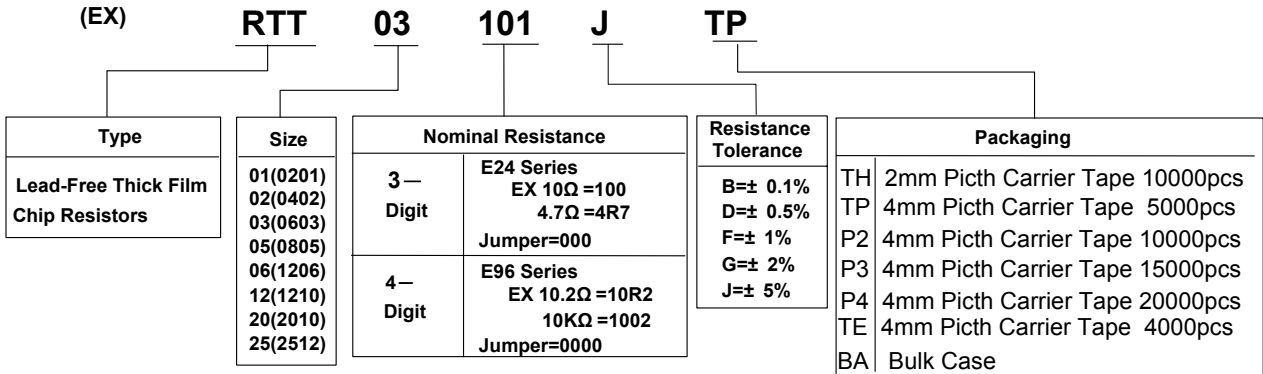 (EX) RTT 03 101 J TP
Type
Lead-Free Thick Film
Chip Resistors
Size
01(0201)
02(0402)
03(0603)
05(0805)
06(1206)
12(1210)
20(2010)
25(2512)
Nominal Resistance
3—
Digit
E24 Series
EX 10Ω =100
4.7Ω =4R7
Jumper=000
4—
Digit
E96 Series
EX 10.2Ω =10R2
10KΩ =1002
Jumper=0000
Resistance
Tolerance
B=± 0.1%
D=± 0.5%
F=± 1%
G=± 2%
J=± 5%
Packaging
TH 2mm Picth Carrier Tape 10000pcs
TP 4mm Picth Carrier Tape 5000pcs
P2 4mm Picth Carrier Tape 10000pcs
P3 4mm Picth Carrier Tape 15000pcs
P4 4mm Picth Carrier Tape 20000pcs
TE 4mm Picth Carrier Tape 4000pcs
BA Bulk Case